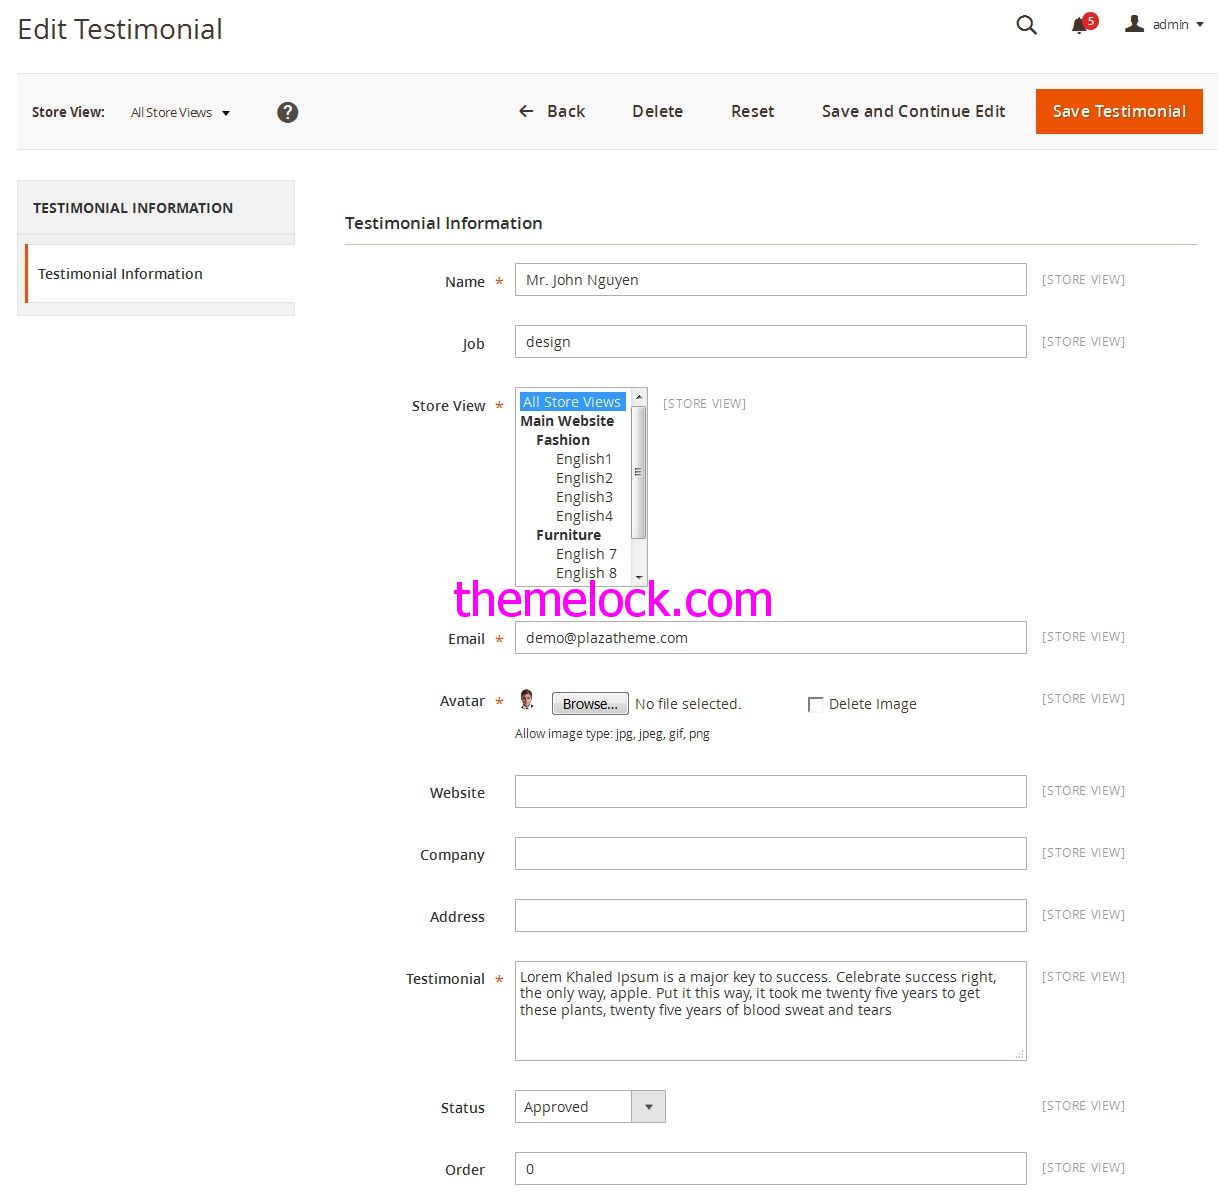 Edit Testimonial
5
admin
Store View: All Store Views ? Back Delete Reset Save and Continue Edit Save Testimonial
TESTIMONIAL INFORMATION
Testimonial Information
Testimonial Information
Name * Mr. John Nguyen [STORE VIEW]
Job design [STORE VIEW]
Store View * All Store Views [STORE VIEW]
Main Website
Fashion
English1
English2
English3
English4
Furniture
English 7
English 8
themelock.com
Email * demo@plazatheme.com [STORE VIEW]
Avatar * Browse... No file selected. Delete Image [STORE VIEW]
Allow image type: jpg, jpeg, gif, png
Website [STORE VIEW]
Company [STORE VIEW]
Address [STORE VIEW]
Testimonial * Lorem Khaled Ipsum is a major key to success. Celebrate success right, [STORE VIEW]
the only way, apple. Put it this way, it took me twenty five years to get
these plants, twenty five years of blood sweat and tears
Status Approved [STORE VIEW]
Order 0 [STORE VIEW]